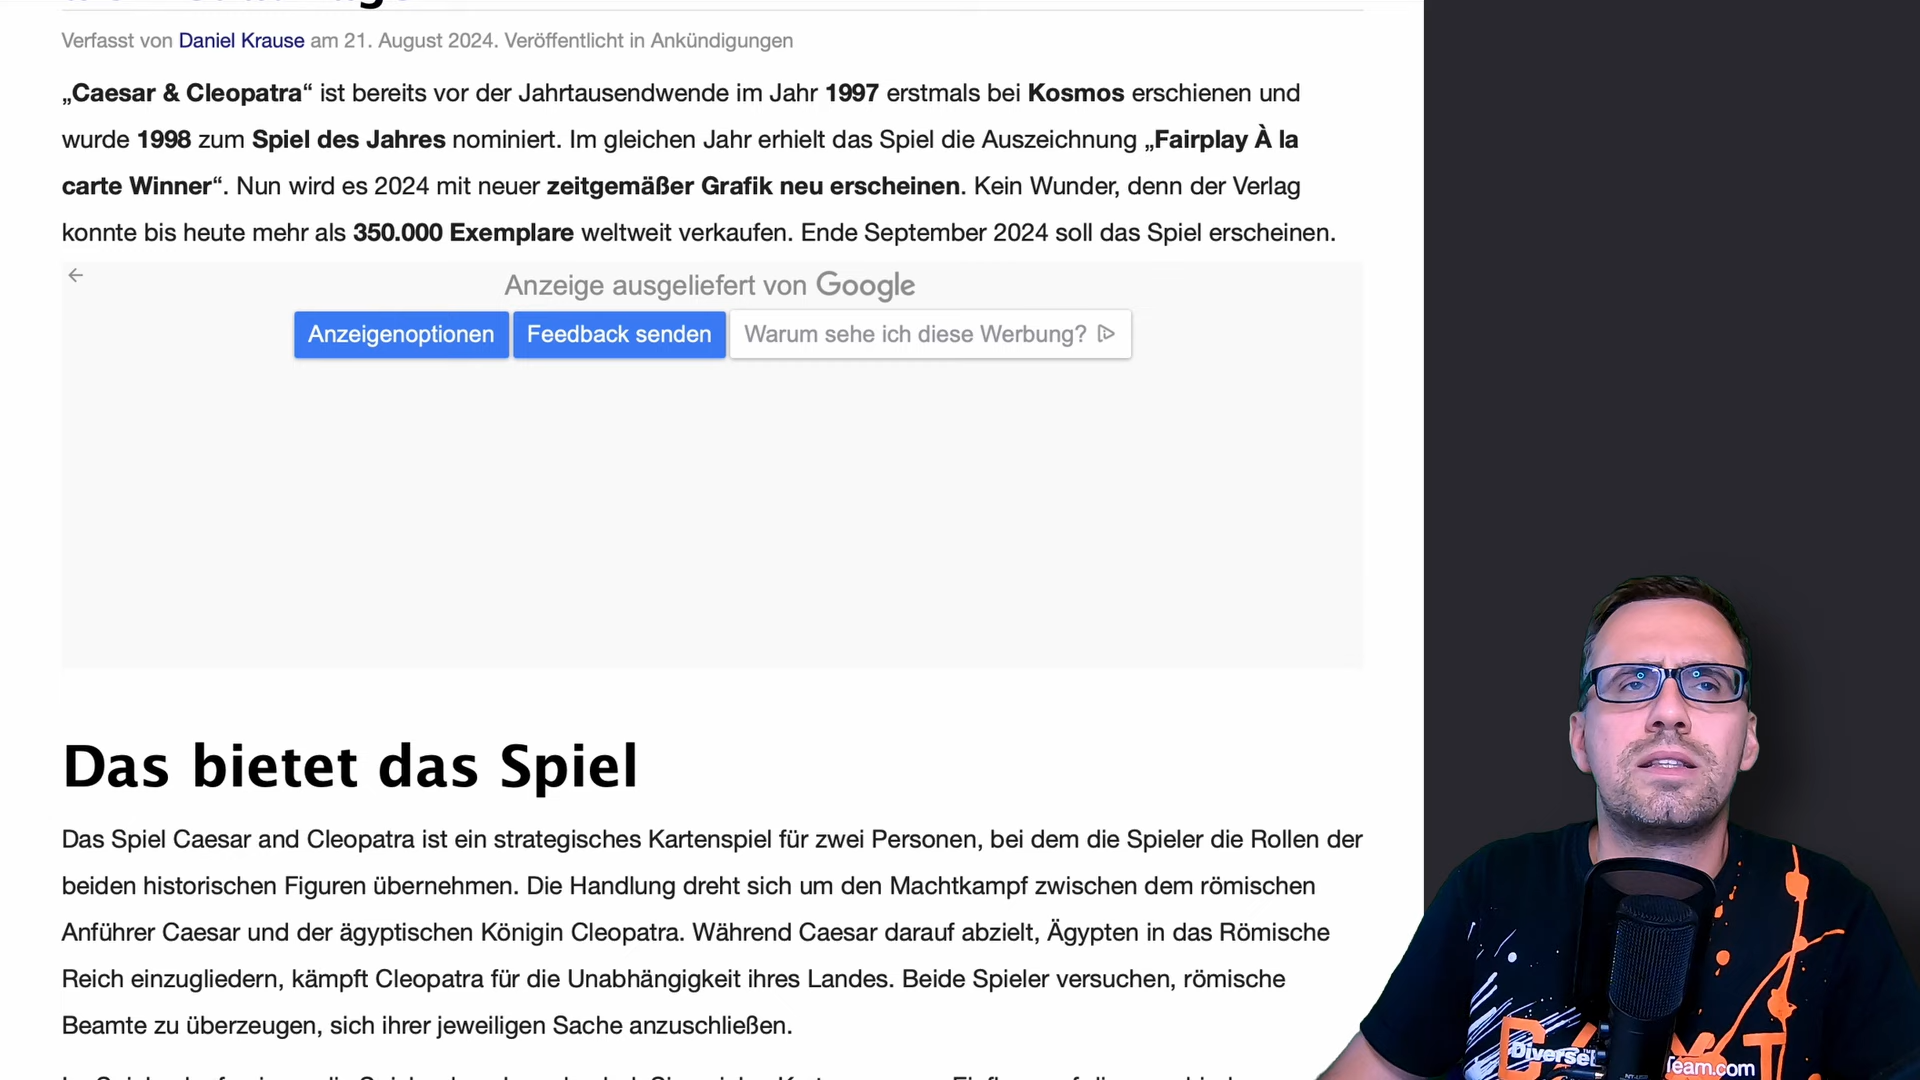 Verfasst von Daniel Krause am 21. August 2024. Veröffentlicht in Ankündigungen
„Caesar & Cleopatra“ ist bereits vor der Jahrtausendwende im Jahr 1997 erstmals bei Kosmos erschienen und
wurde 1998 zum Spiel des Jahres nominiert. Im gleichen Jahr erhielt das Spiel die Auszeichnung „Fairplay À la
carte Winner“. Nun wird es 2024 mit neuer zeitgemäßer Grafik neu erscheinen. Kein Wunder, denn der Verlag
konnte bis heute mehr als 350.000 Exemplare weltweit verkaufen. Ende September 2024 soll das Spiel erscheinen.
Anzeige ausgeliefert von Google
Anzeigenoptionen Feedback senden Warum sehe ich diese Werbung?
Das bietet das Spiel
Das Spiel Caesar and Cleopatra ist ein strategisches Kartenspiel für zwei Personen, bei dem die Spieler die Rollen der
beiden historischen Figuren übernehmen. Die Handlung dreht sich um den Machtkampf zwischen dem römischen
Anführer Caesar und der ägyptischen Königin Cleopatra. Während Caesar darauf abzielt, Ägypten in das Römische
Reich einzugliedern, kämpft Cleopatra für die Unabhängigkeit ihres Landes. Beide Spieler versuchen, römische
Beamte zu überzeugen, sich ihrer jeweiligen Sache anzuschließen.
Team.com